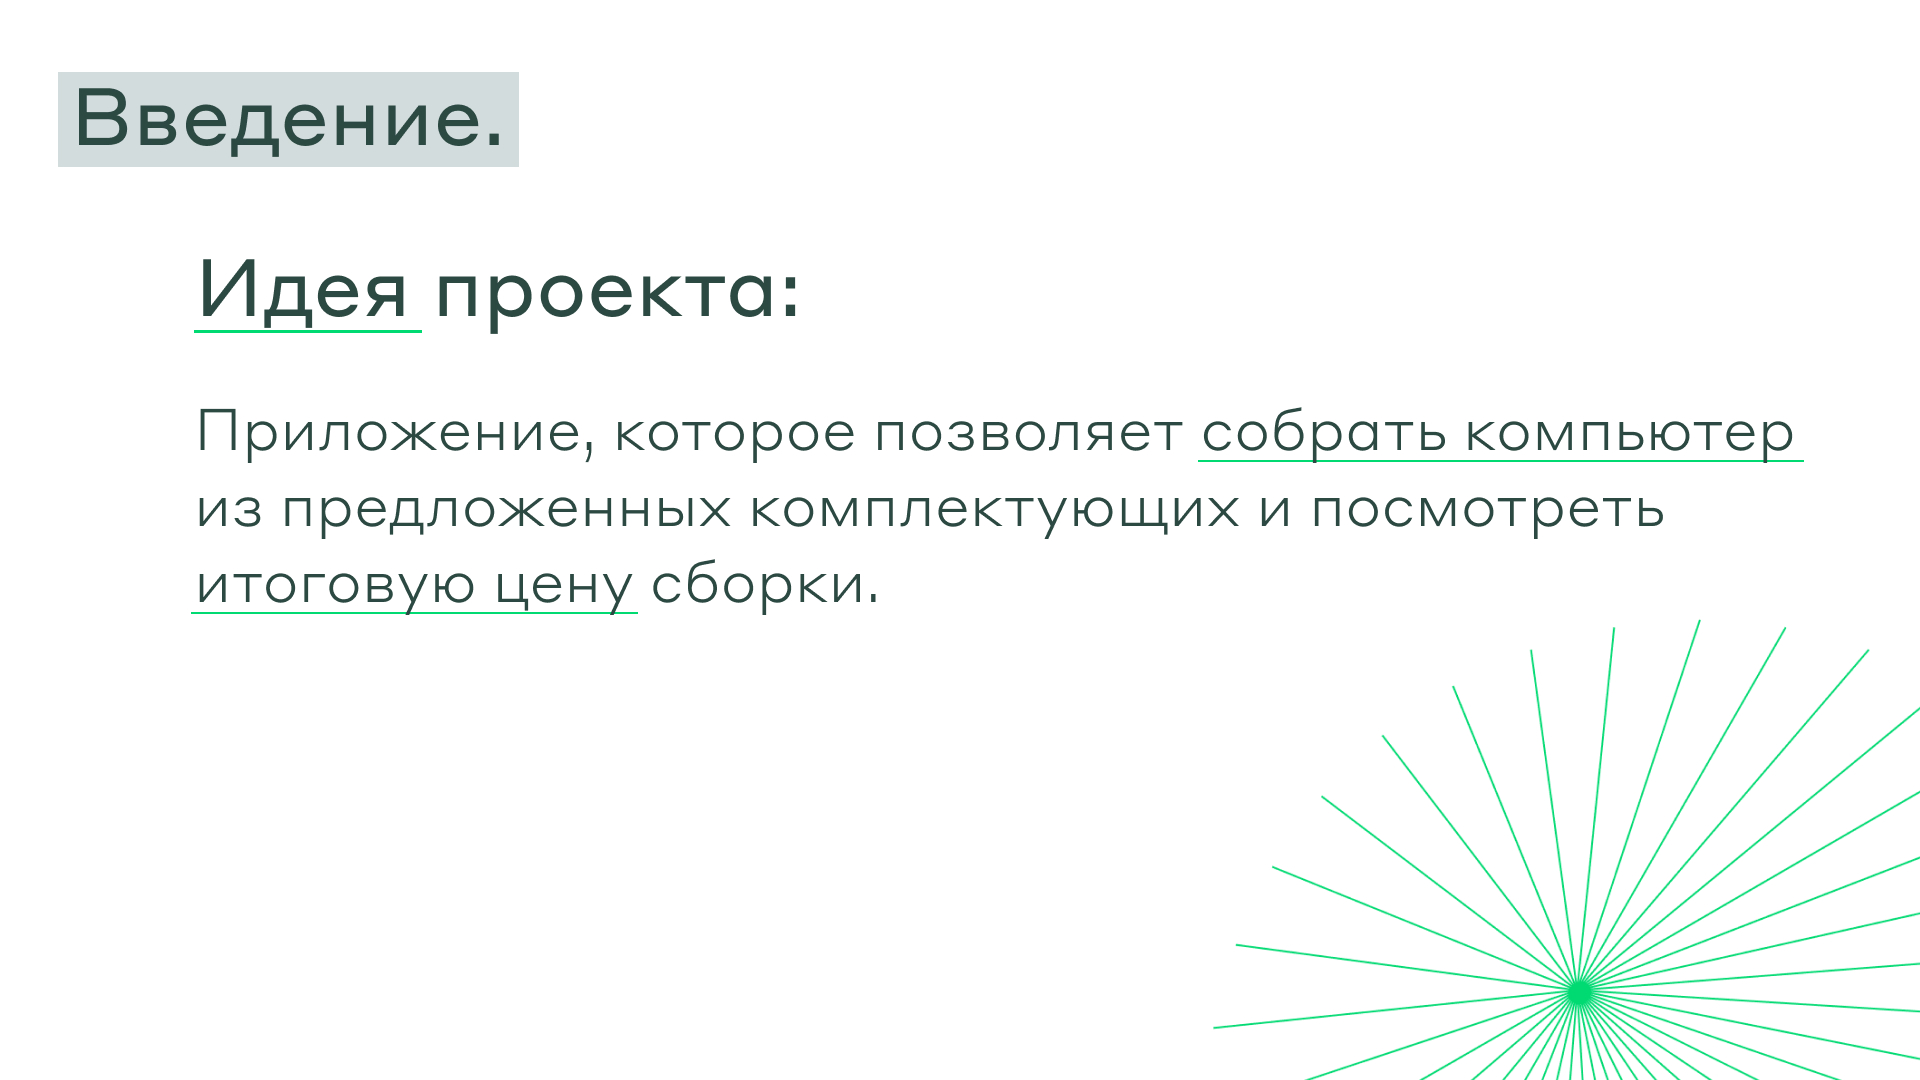 Введение.
Идея проекта:
Приложение, которое позволяет собрать компьютер
из предложенных комплектующих и посмотреть
итоговую цену сборки.